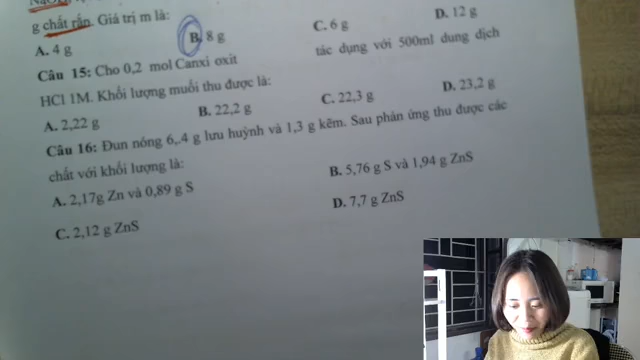 g chất rắn. Giá trị m là:
A. 4 g B. 8 g C. 6 g D. 12 g
Câu 15: Cho 0,2 mol Canxi oxit tác dụng với 500ml dung dịch
HCl 1M. Khối lượng muối thu được là:
A. 2,22 g B. 22,2 g C. 22,3 g D. 23,2 g
Câu 16: Đun nóng 6,.4 g lưu huỳnh và 1,3 g kẽm. Sau phản ứng thu được các
chất với khối lượng là:
A. 2,17g Zn và 0,89 g S B. 5,76 g S và 1,94 g ZnS
C. 2,12 g ZnS D. 7,7 g ZnS